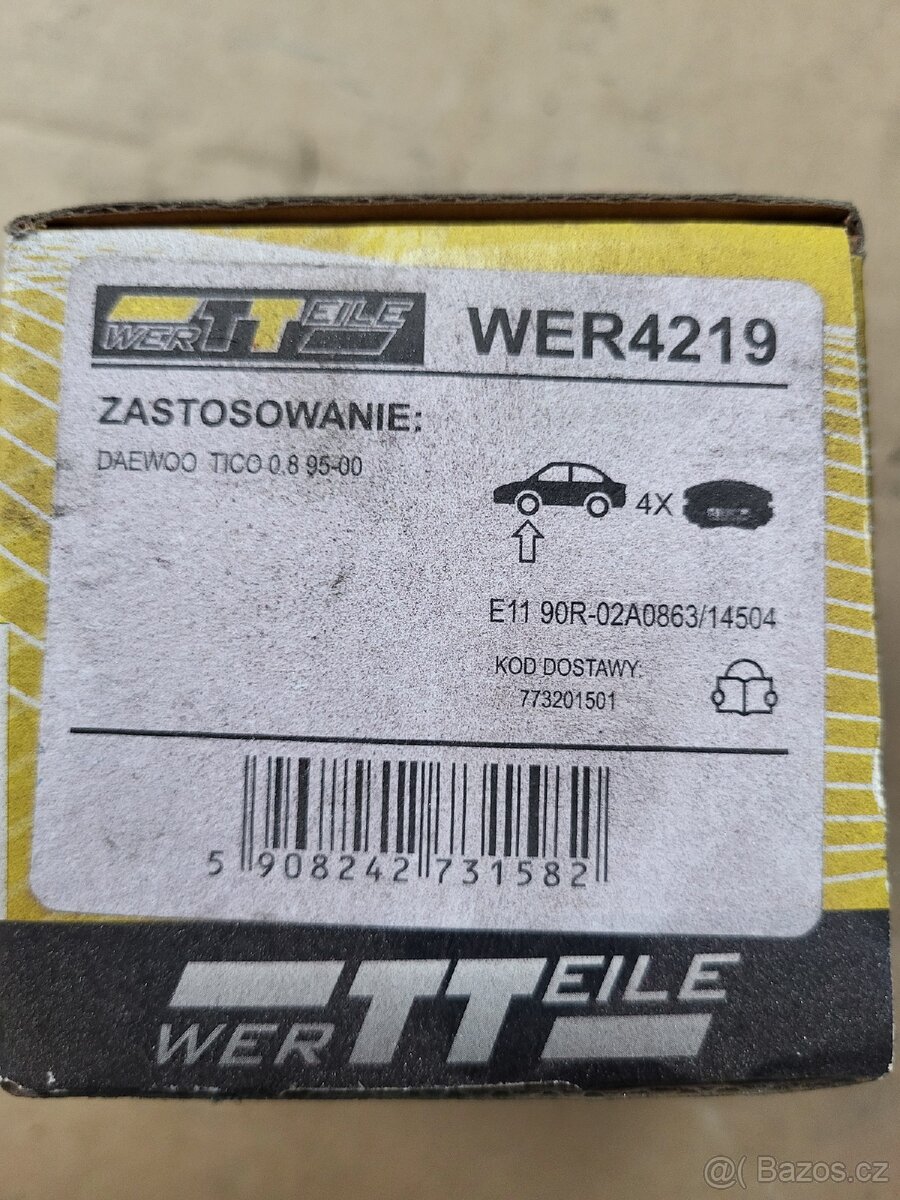 WERTTEILE WER4219
ZASTOSOWANIE:
DAEWOO TICO 0.8 95-00
4X
E11 90R-02A0863/14504
KOD DOSTAWY:
773201501
5 908242 731582
WERTTEILE
@( Bazos.cz